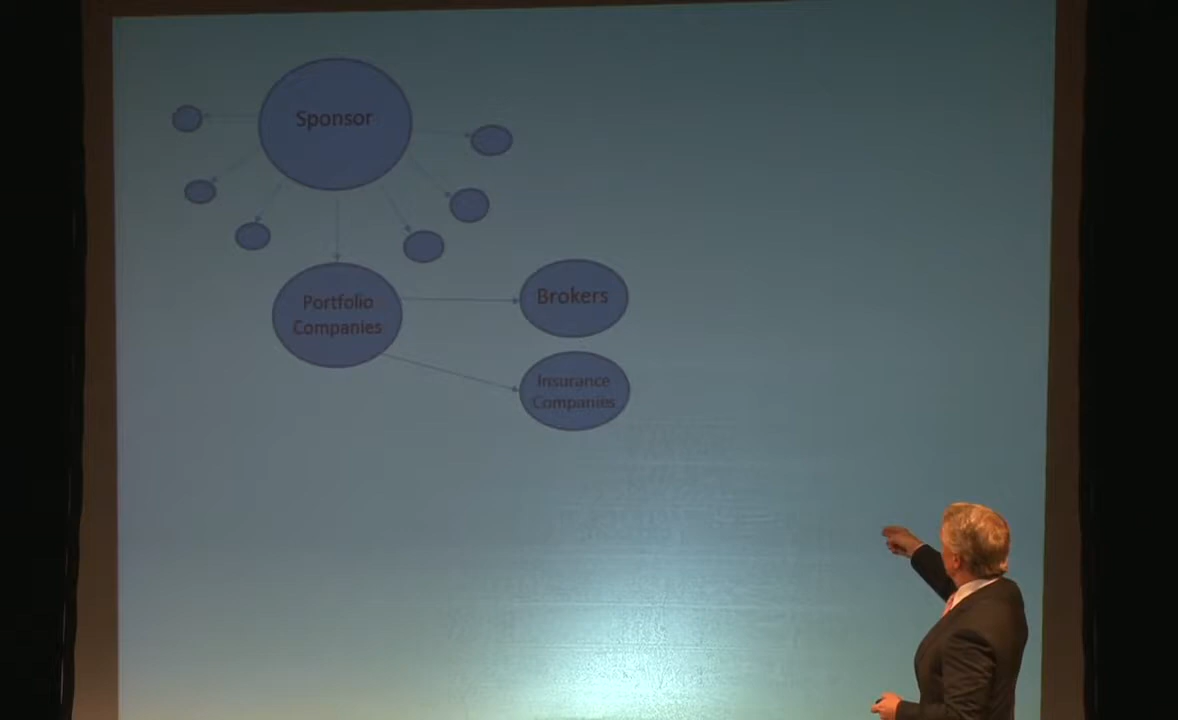 Sponsor
Portfolio
Companies
Brokers
Insurance
Companies